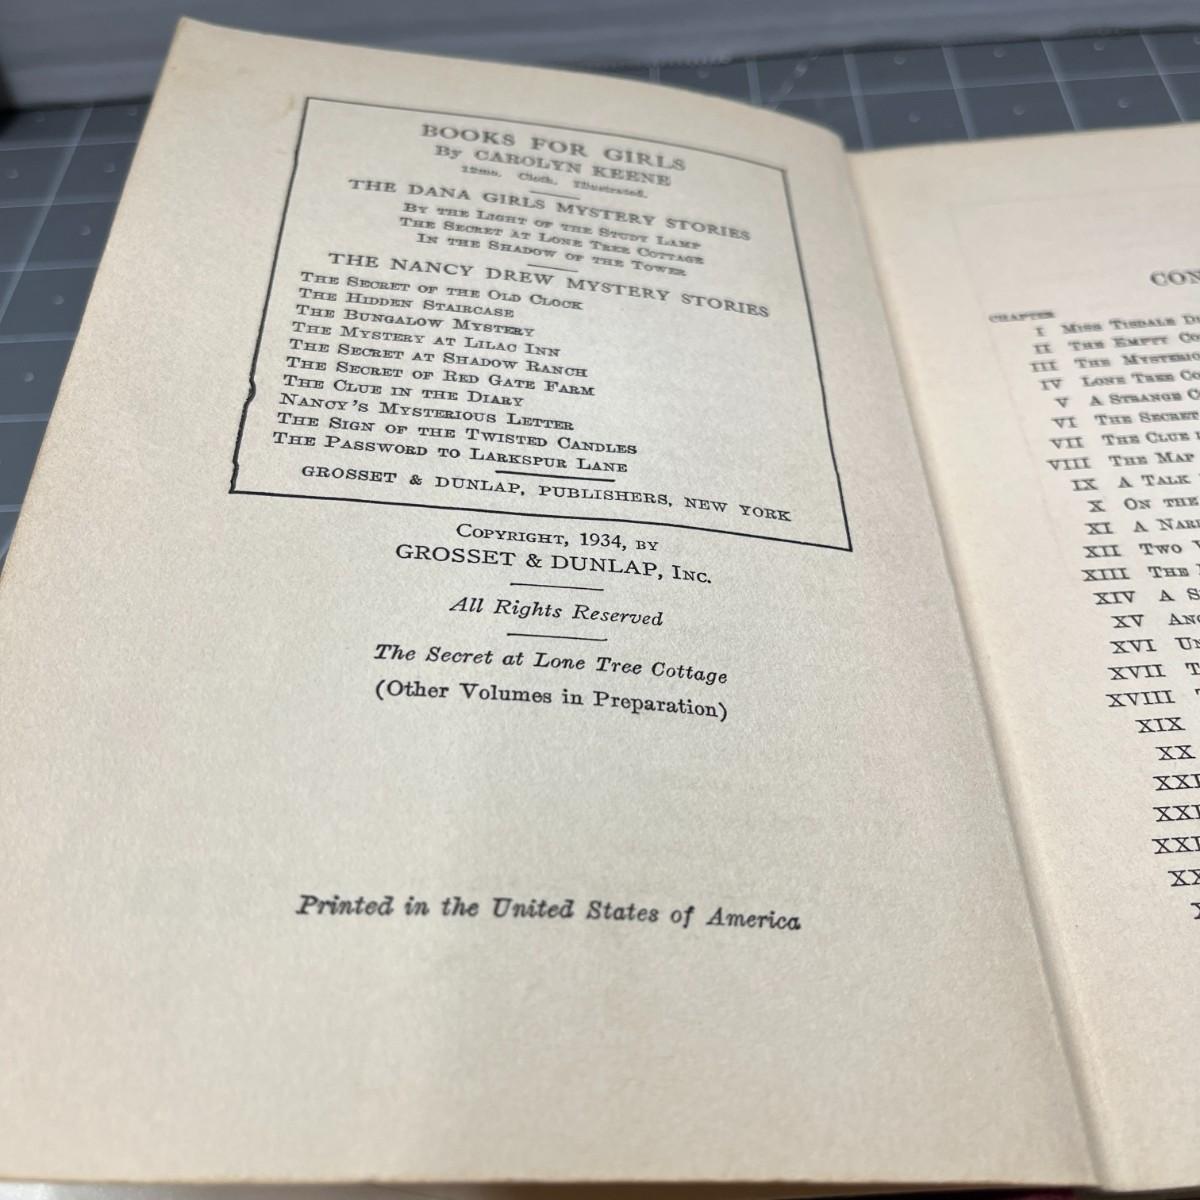 BOOKS FOR GIRLS
By CAROLYN KEENE
12mo. Cloth. Illustrated.
THE DANA GIRLS MYSTERY STORIES
By the Light of the Study Lamp
The Secret at Lone Tree Cottage
In the Shadow of the Tower
THE NANCY DREW MYSTERY STORIES
The Secret of the Old Clock
The Hidden Staircase
The Bungalow Mystery
The Mystery at Lilac Inn
The Secret at Shadow Ranch
The Secret of Red Gate Farm
The Clue in the Diary
Nancy's Mysterious Letter
The Sign of the Twisted Candles
The Password to Larkspur Lane
GROSSET & DUNLAP, PUBLISHERS, NEW YORK
Copyright, 1934, by
GROSSET & DUNLAP, Inc.
All Rights Reserved
The Secret at Lone Tree Cottage
(Other Volumes in Preparation)
Printed in the United States of America
CON
CHAPTER
I Miss Tisdale
II The Empty
III The
IV Lone Tree
V A Strange
VI The Secret
VII The Clue
VIII The Map
IX A Talk
X On the
XI A
XII Two
XIII The
XIV A
XV
XVI
XVII
XVIII
XIX
XX